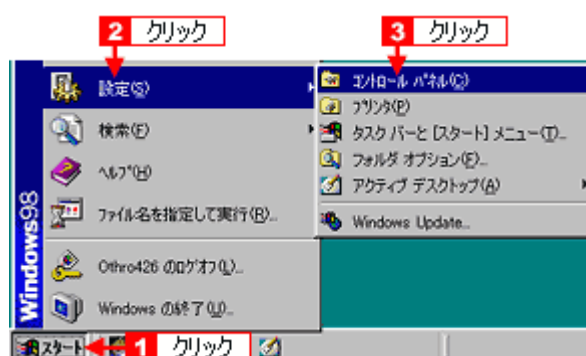 2 クリック
3 クリック
設定(S)
検索(F)
ヘルプ(H)
ファイル名を指定して実行(R)...
Othro426 のログオフ(L)...
Windows の終了(U)...
Windows98
コントロール パネル(C)
プリンタ(P)
タスク バーと [スタート] メニュー(T)...
フォルダ オプション(F)...
アクティブ デスクトップ(A)
Windows Update...
スタート
1 クリック